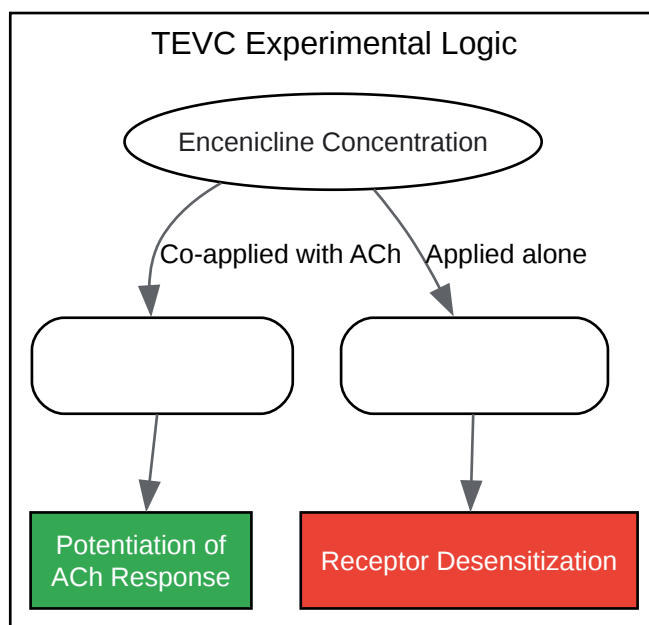 TEVC Experimental Logic
Encenicline Concentration
Co-applied with ACh
Applied alone
Potentiation of
ACh Response
Receptor Desensitization